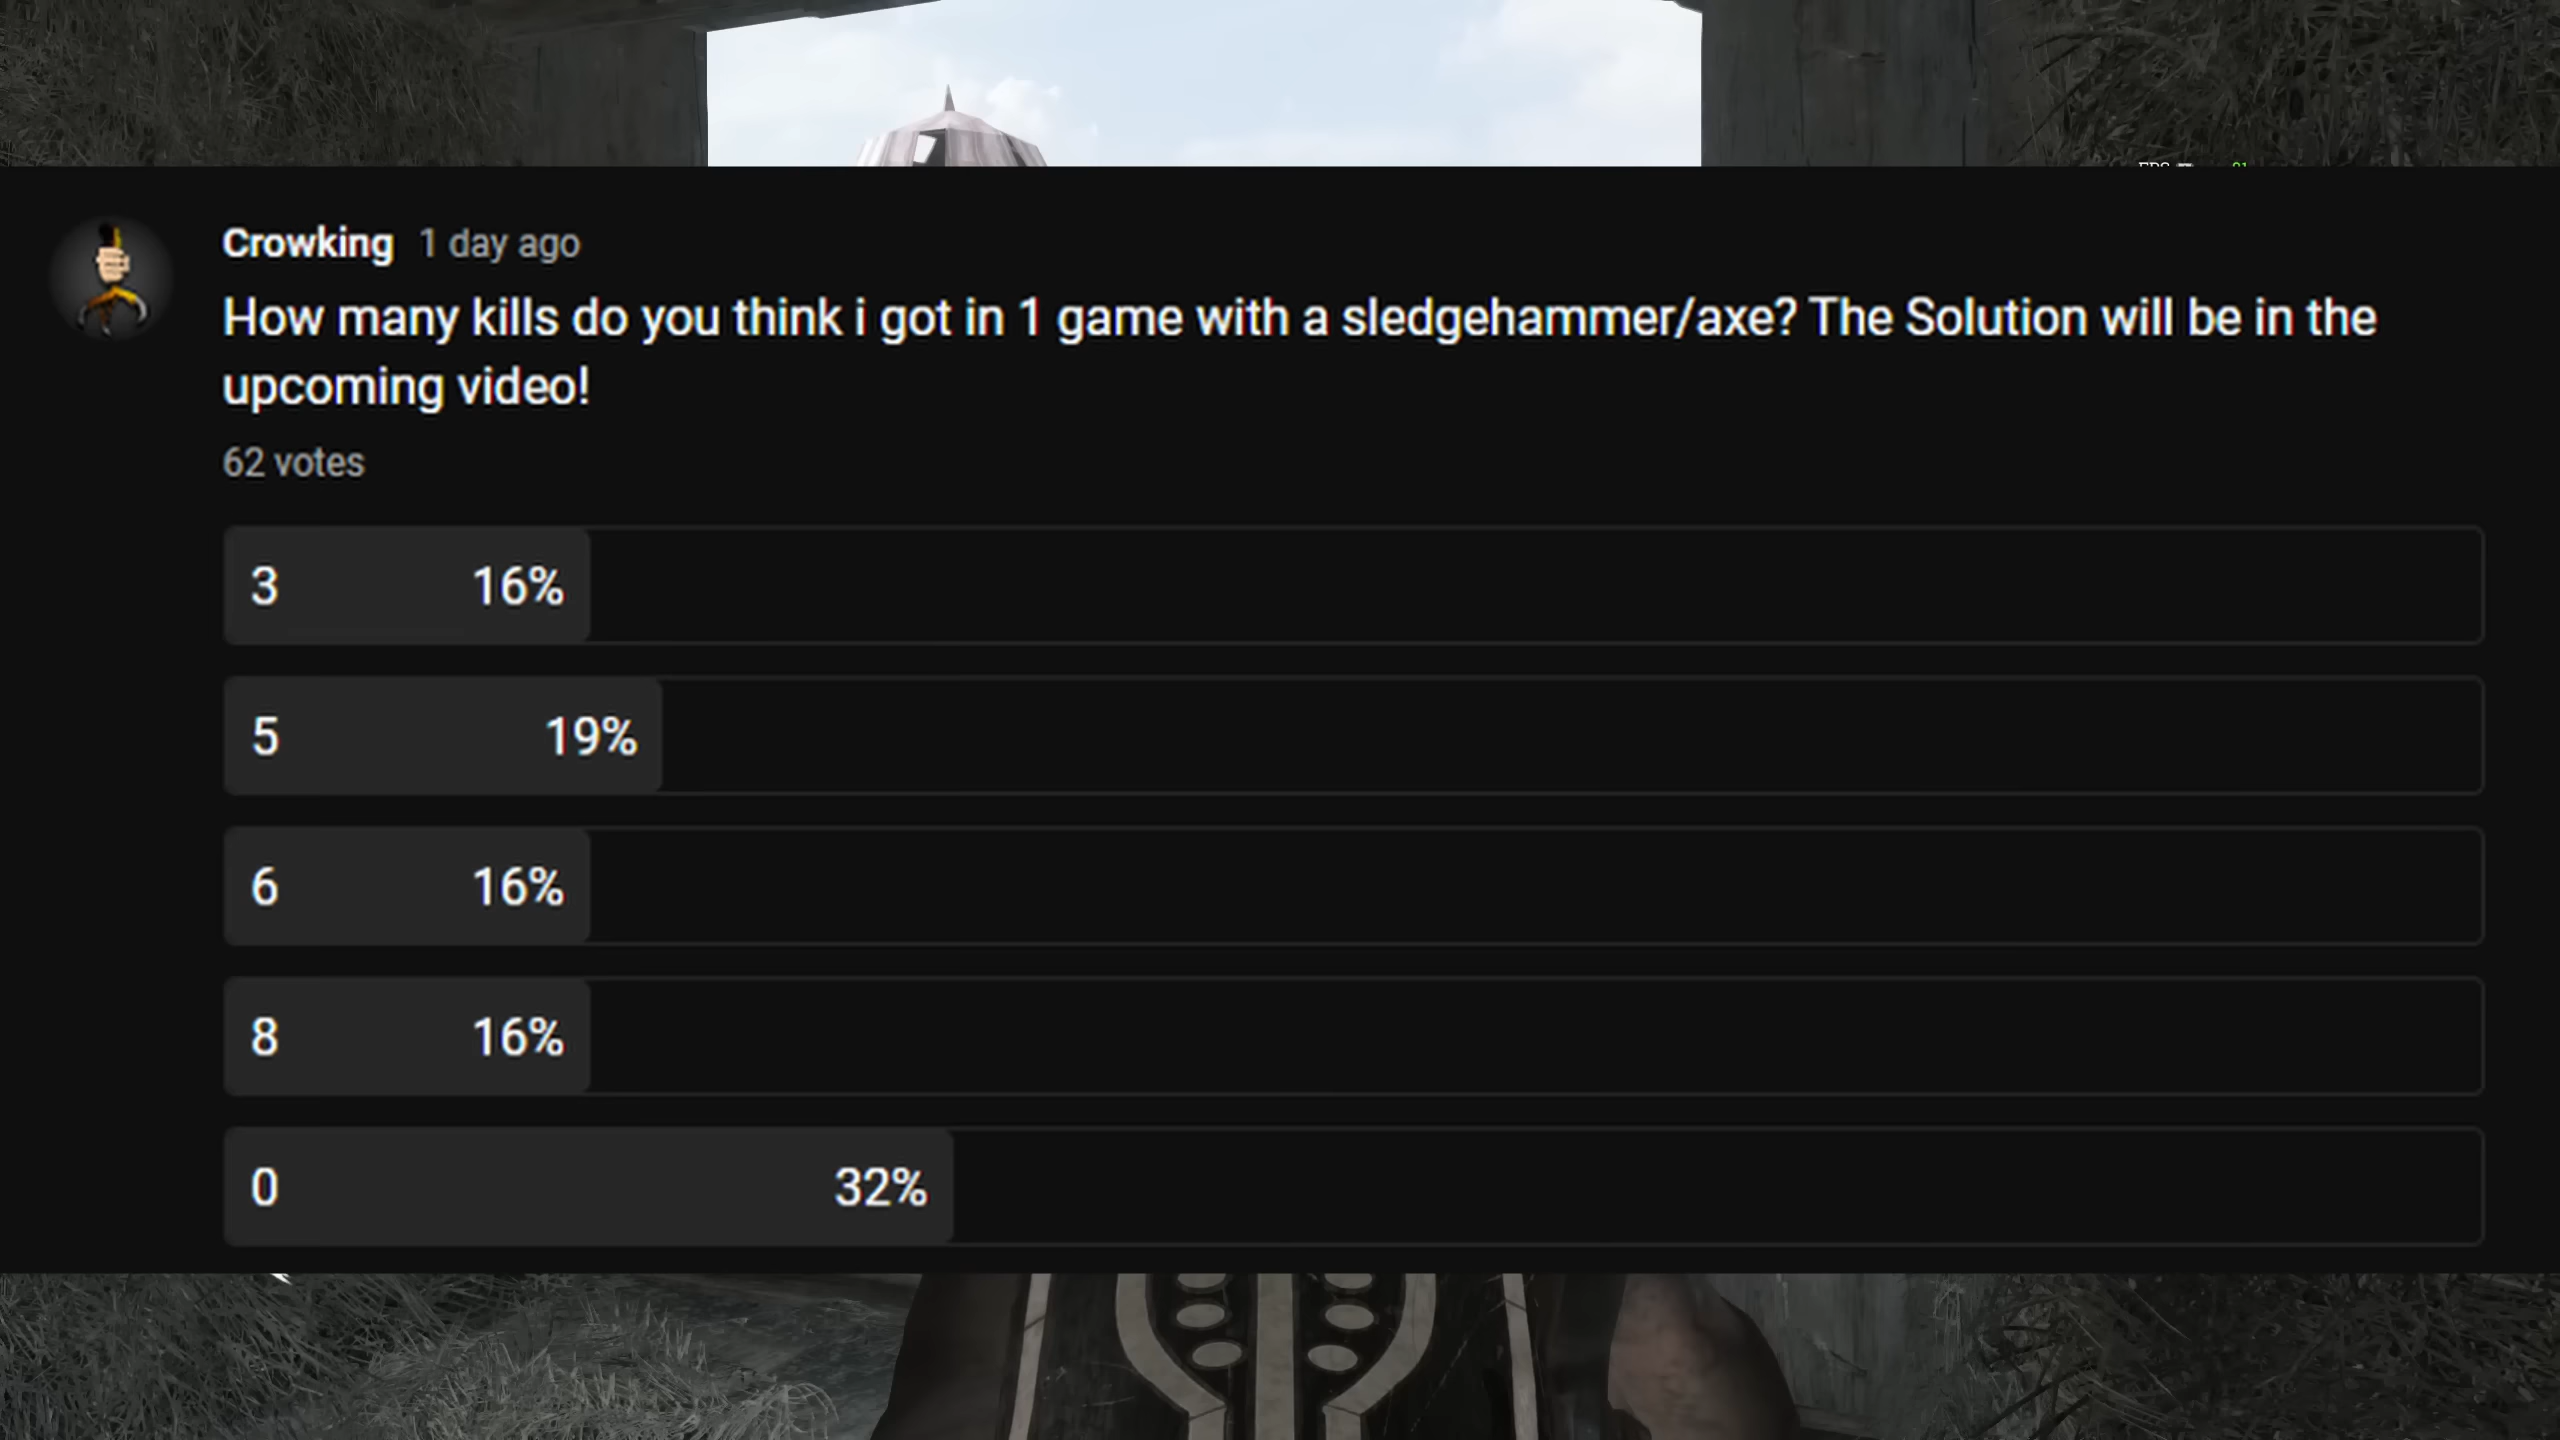 Crowking 1 day ago
How many kills do you think i got in 1 game with a sledgehammer/axe? The Solution will be in the
upcoming video!
62 votes
3 16%
5 19%
6 16%
8 16%
0 32%